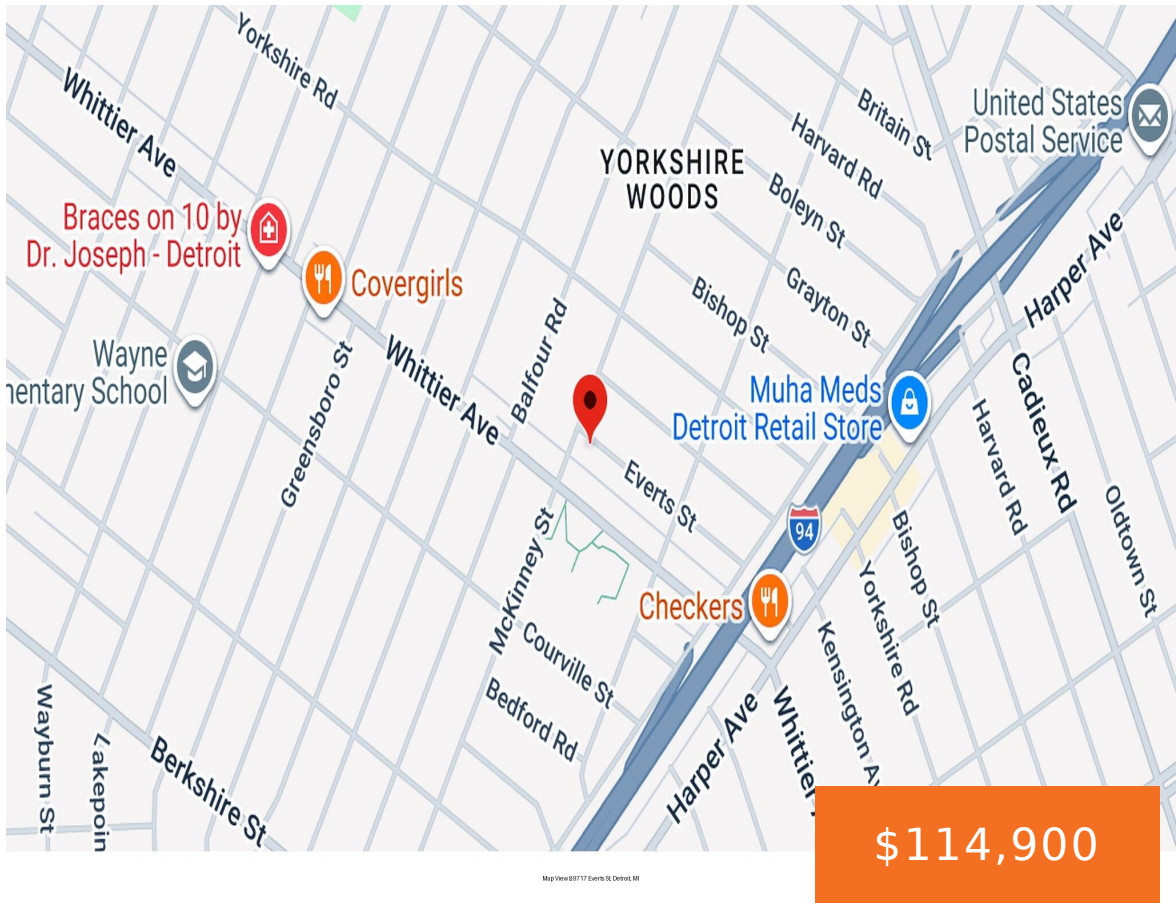 Yorkshire Rd
Whittier Ave
Britain St
Harvard Rd
United States
Postal Service
YORKSHIRE
WOODS
Boleyn St
Braces on 10 by
Dr. Joseph - Detroit
Covergirls
Bishop St
Grayton St
Harper Ave
Balfour Rd
Wayne
nentary School
Greensboro St
Whittier Ave
Muha Meds
Detroit Retail Store
Cadieux Rd
Harvard Rd
Everts St
94
Oldtown St
McKinney St
Bishop St
Checkers
Yorkshire Rd
Courville St
Kensington Av
Bedford Rd
Wayburn St
Lakepoin
Berkshire St
Harper Ave
Whittier
$114,900
Everts St, Detroit, MI